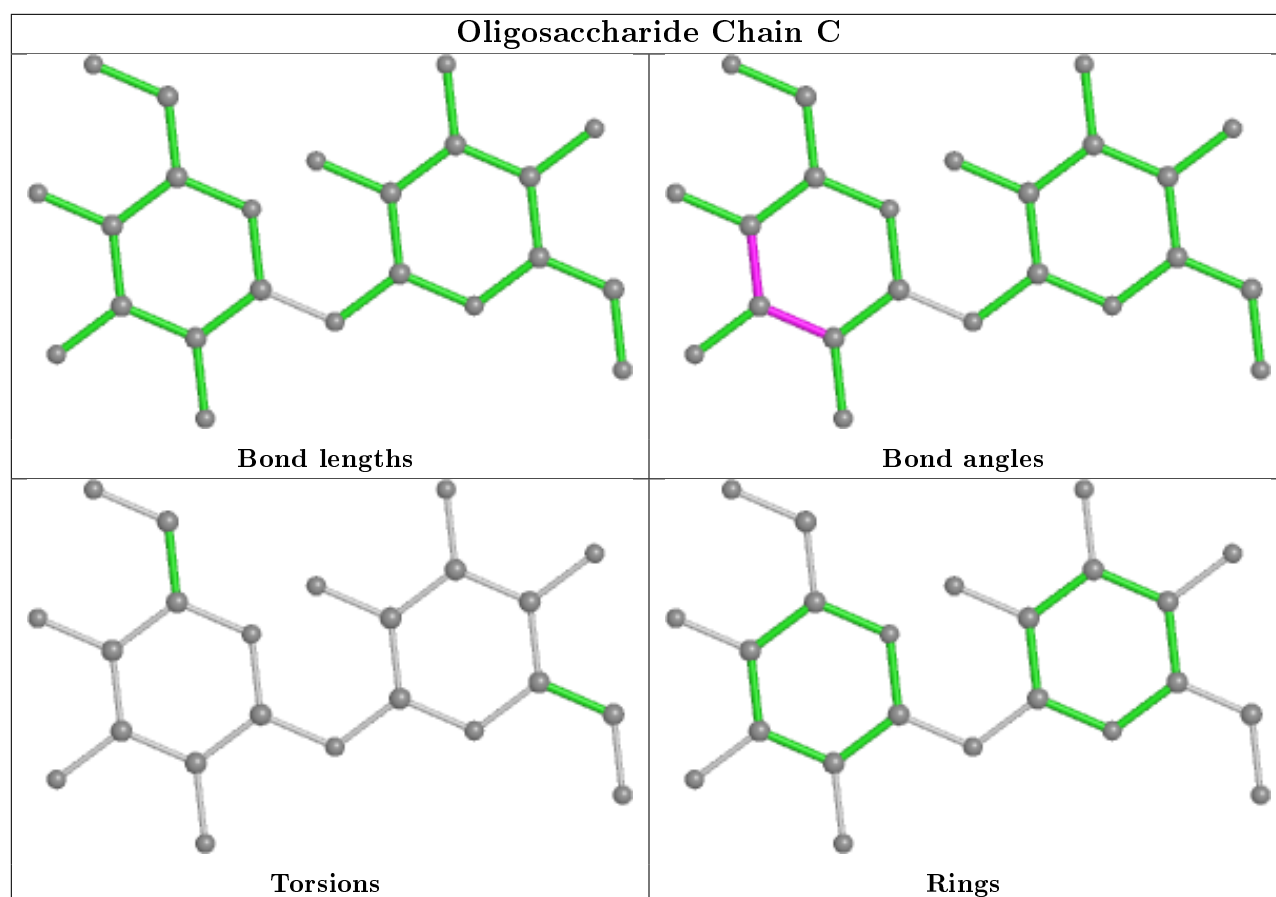 Oligosaccharide Chain C
Bond lengths
Bond angles
Torsions
Rings